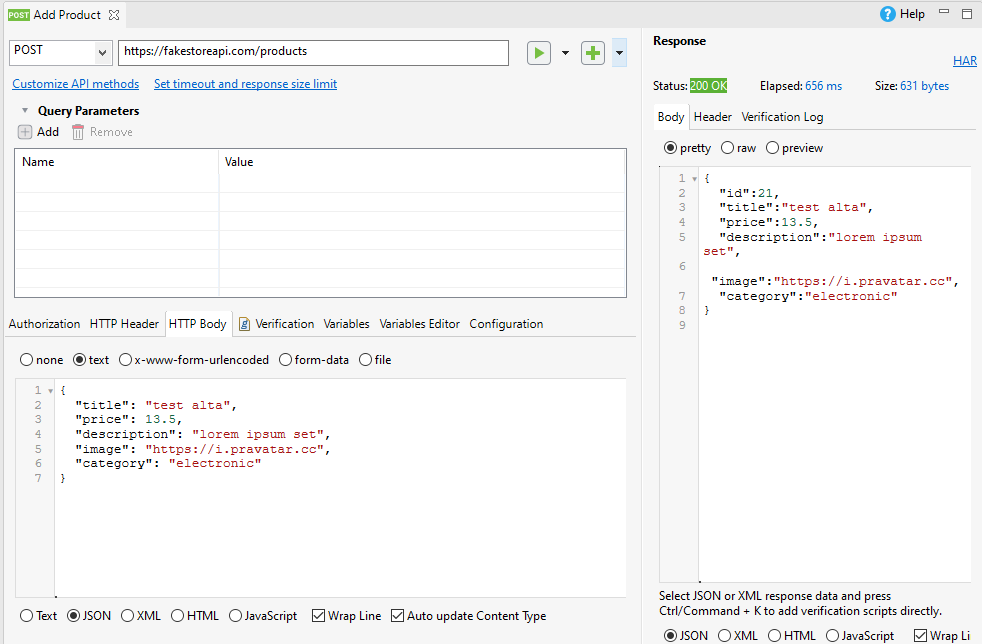 POST Add Product
Help
POST
https://fakestoreapi.com/products
Customize API methods
Set timeout and response size limit
Query Parameters
Add
Remove
Name
Value
Authorization
HTTP Header
HTTP Body
Verification
Variables
Variables Editor
Configuration
none
text
x-www-form-urlencoded
form-data
file
1 {
2 "title": "test alta",
3 "price": 13.5,
4 "description": "lorem ipsum set",
5 "image": "https://i.pravatar.cc",
6 "category": "electronic"
7 }
Text
JSON
XML
HTML
JavaScript
Wrap Line
Auto update Content Type
Response
HAR
Status: 200 OK
Elapsed: 656 ms
Size: 631 bytes
Body
Header
Verification Log
pretty
raw
preview
1 {
2 "id":21,
3 "title":"test alta",
4 "price":13.5,
5 "description":"lorem ipsum
set",
6
"image":"https://i.pravatar.cc",
7 "category":"electronic"
8 }
9
Select JSON or XML response data and press
Ctrl/Command + K to add verification scripts directly.
JSON
XML
HTML
JavaScript
Wrap Li